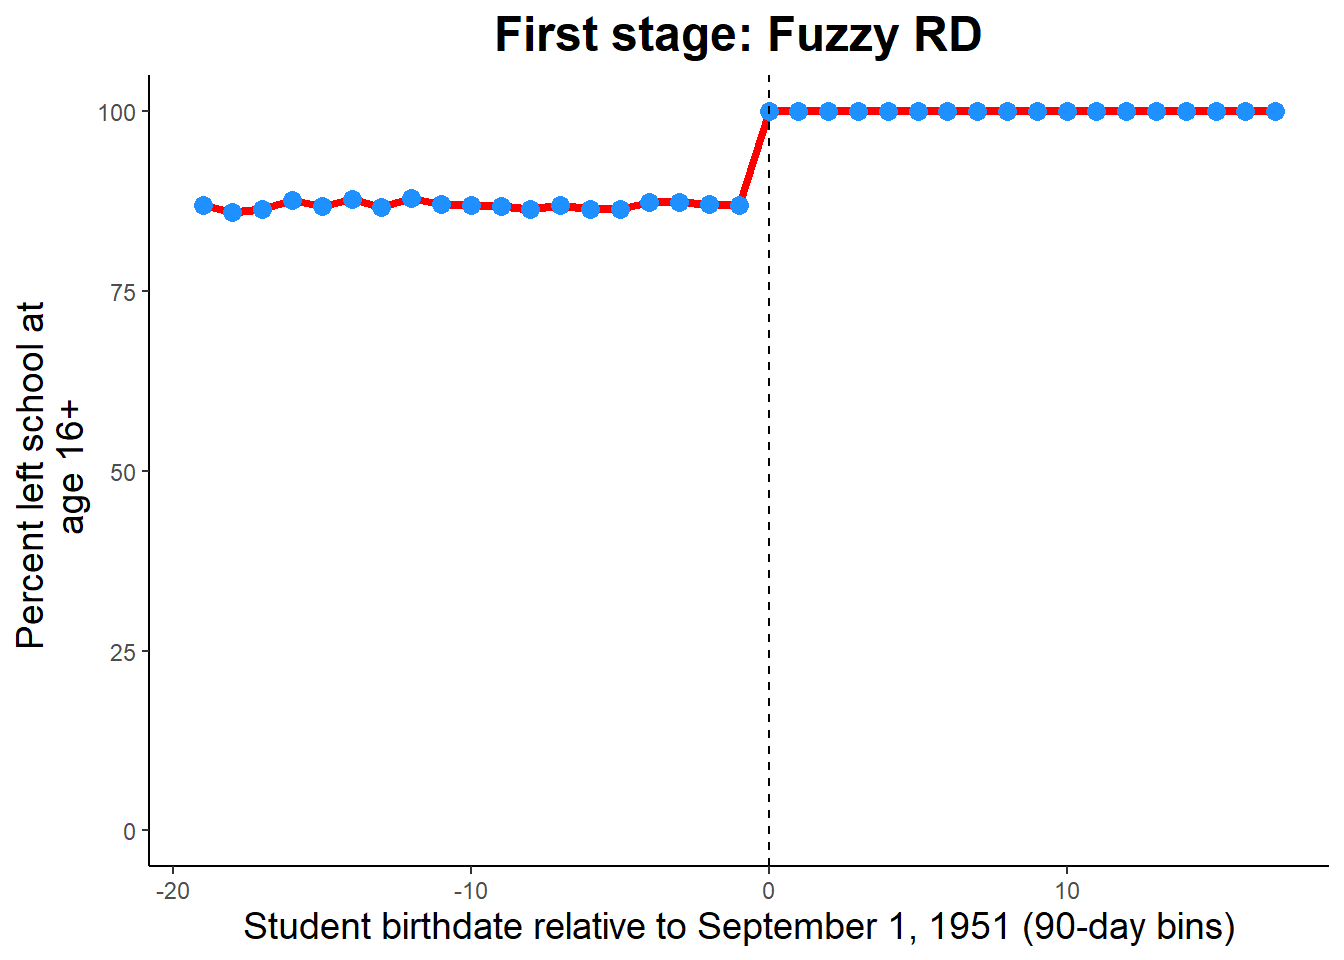 First stage: Fuzzy RD
Percent left school at
age 16+
100
75
50
25
0
-20
-10
0
10
Student birthdate relative to September 1, 1951 (90-day bins)